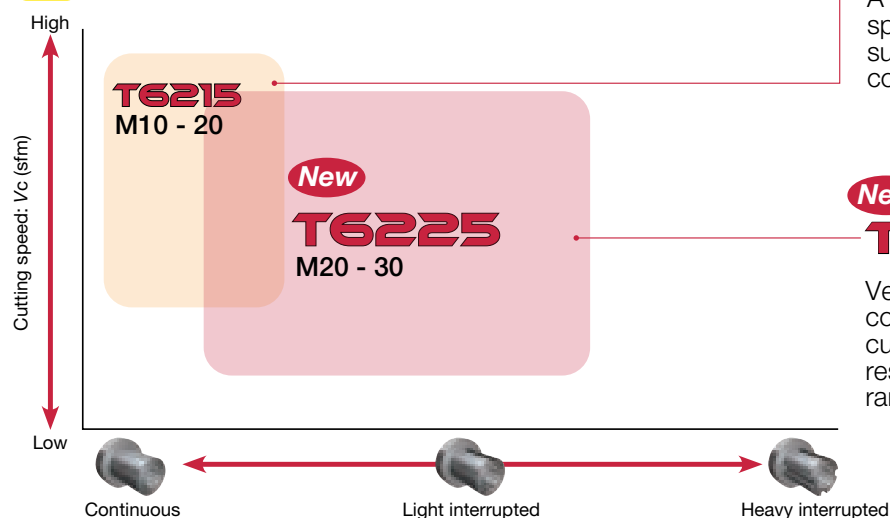 High
T6215
M10 - 20
New
T6225
M20 - 30
Cutting speed: Vc (sfm)
Low
Continuous
Light interrupted
Heavy interrupted